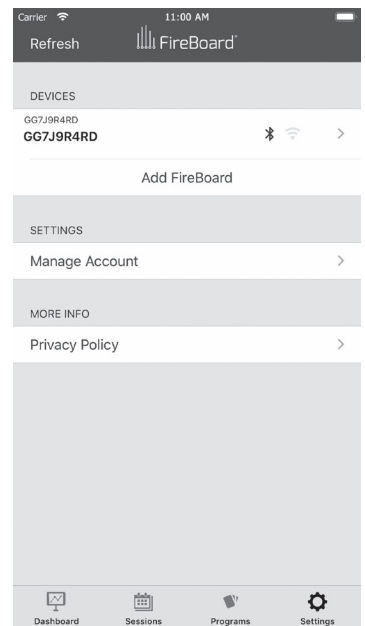 Carrier 11:00 AM
Refresh FireBoard
DEVICES
GG7J9R4RD
GG7J9R4RD
Add FireBoard
SETTINGS
Manage Account
MORE INFO
Privacy Policy
Dashboard Sessions Programs Settings